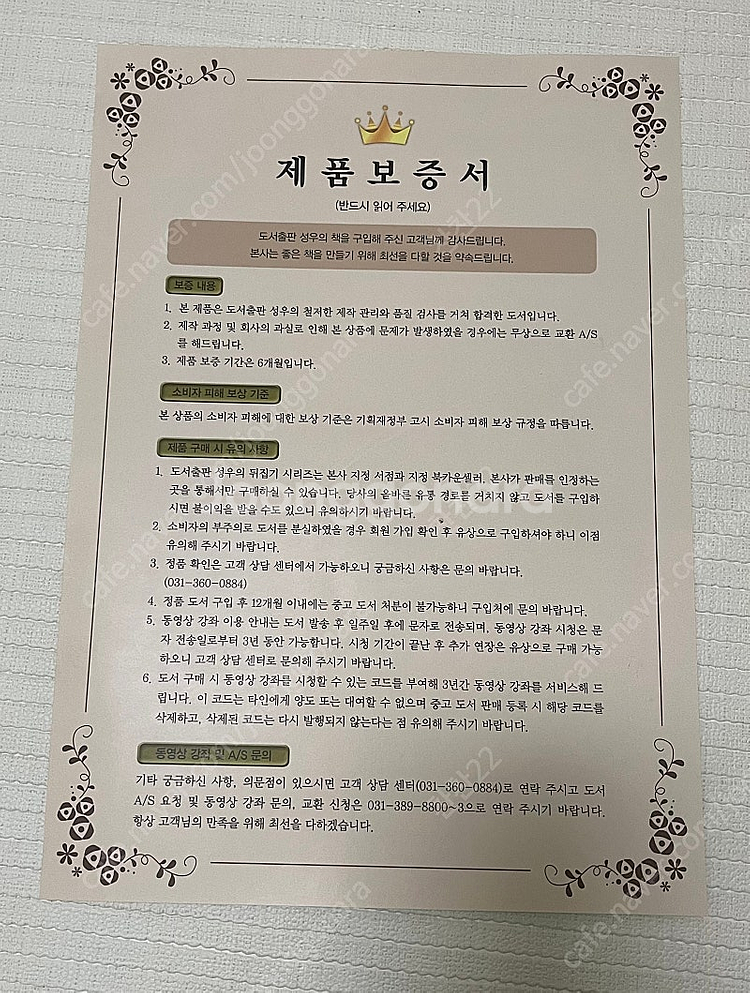 제품보증서
(반드시 읽어 주세요)
도서출판 성우의 책을 구입해 주신 고객님께 감사드립니다.
본사는 좋은 책을 만들기 위해 최선을 다할 것을 약속드립니다.
보증 내용
1. 본 제품은 도서출판 성우의 철저한 제작 관리와 품질 검사를 거쳐 합격한 도서입니다.
2. 제작 과정 및 회사의 과실로 인해 본 상품에 문제가 발생하였을 경우에는 무상으로 교환 A/S
를 해드립니다.
3. 제품 보증 기간은 6개월입니다.
소비자 피해 보상 기준
본 상품의 소비자 피해에 대한 보상 기준은 기획재정부 고시 소비자 피해 보상 규정을 따릅니다.
제품 구매 시 유의 사항
1. 도서출판 성우의 뒤집기 시리즈는 본사 지정 서점과 지정 북카운셀러, 본사가 판매를 인정하는
곳을 통해서만 구매하실 수 있습니다. 당사의 올바른 유통 경로를 거치지 않고 도서를 구입하
시면 불이익을 받을 수도 있으니 유의하시기 바랍니다.
2. 소비자의 부주의로 도서를 분실하였을 경우 회원 가입 확인 후 유상으로 구입하셔야 하니 이점
유의해 주시기 바랍니다.
3. 정품 확인은 고객 상담 센터에서 가능하오니 궁금하신 사항은 문의 바랍니다.
(031-360-0884)
4. 정품 도서 구입 후 12개월 이내에는 중고 도서 처분이 불가능하니 구입처에 문의 바랍니다.
5. 동영상 강좌 이용 안내는 도서 발송 후 일주일 후에 문자로 전송되며, 동영상 강좌 시청은 문
자 전송일로부터 3년 동안 가능합니다. 시청 기간이 끝난 후 추가 연장은 유상으로 구매 가능
하오니 고객 상담 센터로 문의해 주시기 바랍니다.
6. 도서 구매 시 동영상 강좌를 시청할 수 있는 코드를 부여해 3년간 동영상 강좌를 서비스해 드
립니다. 이 코드는 타인에게 양도 또는 대여할 수 없으며 중고 도서 판매 등록 시 해당 코드를
삭제하고, 삭제된 코드는 다시 발행되지 않는다는 점 유의해 주시기 바랍니다.
동영상 강좌 및 A/S 문의
기타 궁금하신 사항, 의문점이 있으시면 고객 상담 센터(031-360-0884)로 연락 주시고 도서
A/S 요청 및 동영상 강좌 문의, 교환 신청은 031-389-8800~3으로 연락 주시기 바랍니다.
항상 고객님의 만족을 위해 최선을 다하겠습니다.
cafe.naver.com/joonggonara